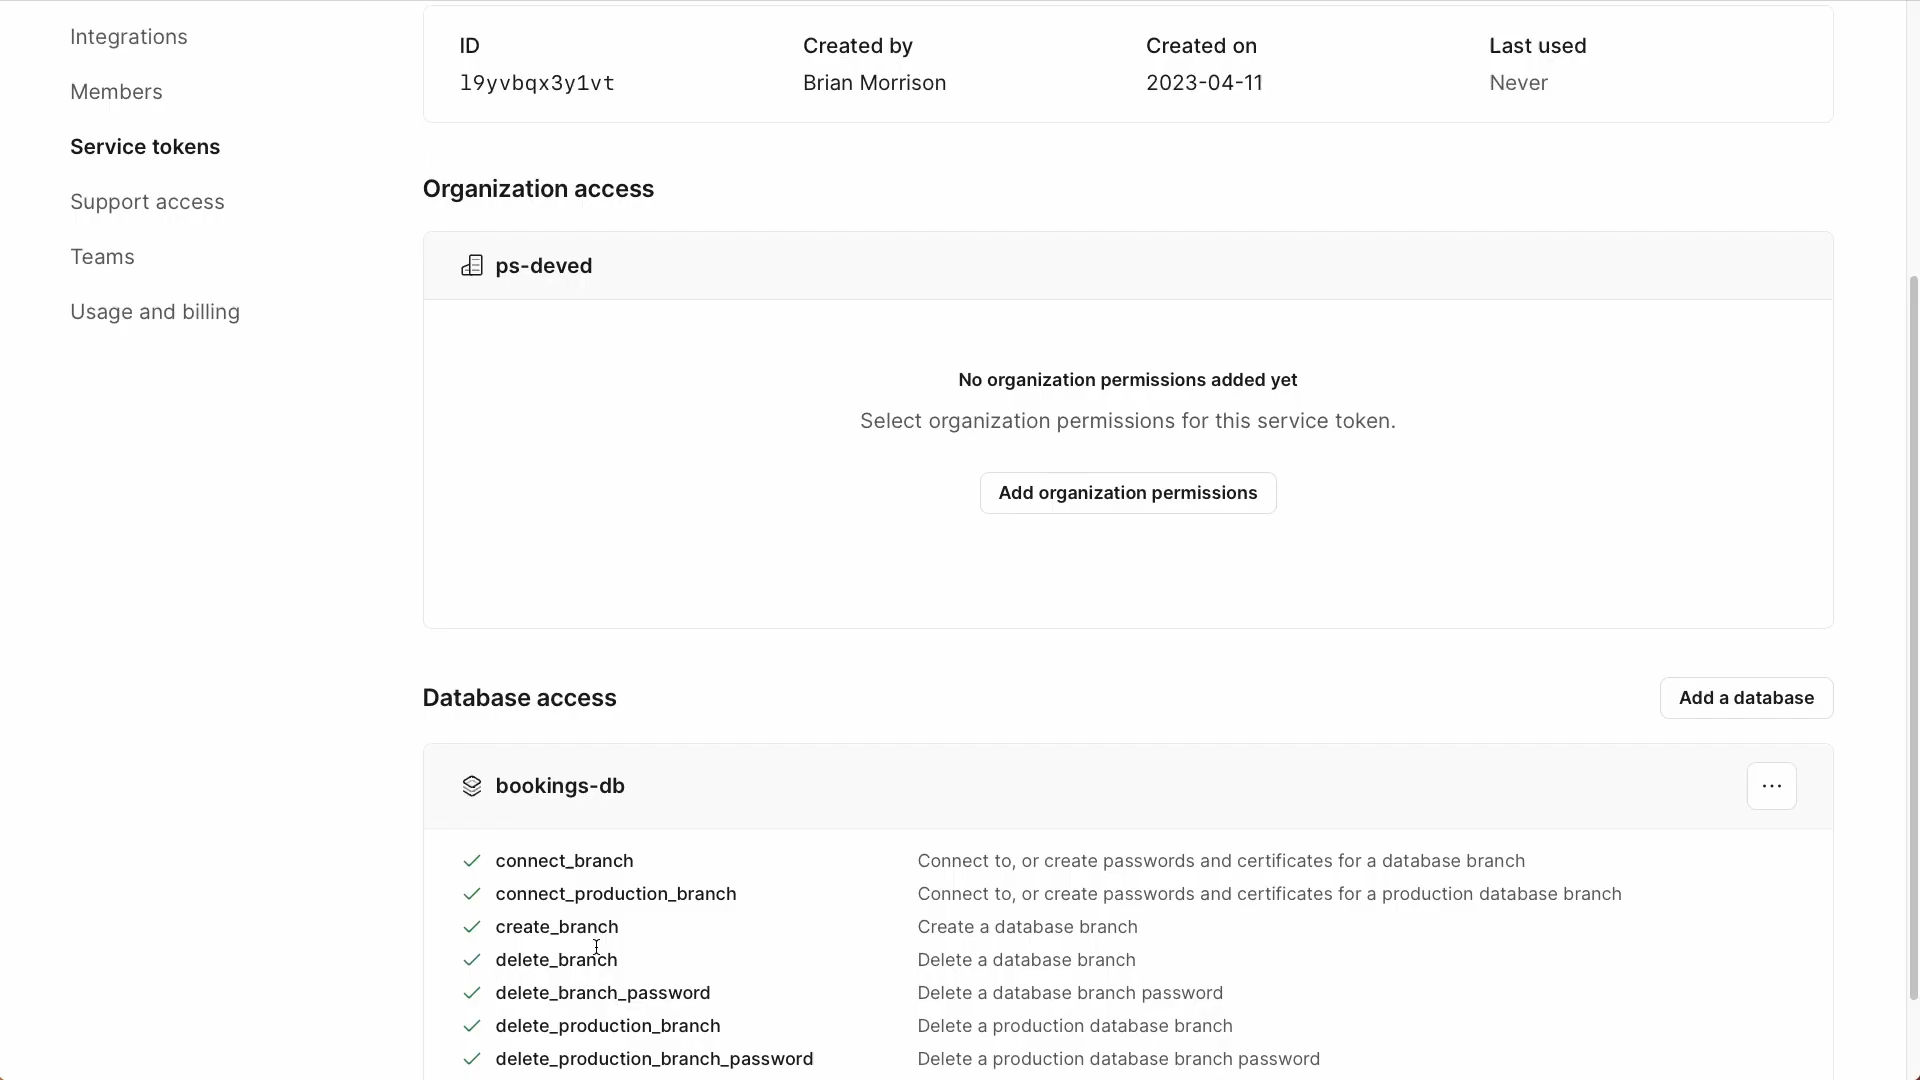 Integrations
Members
Service tokens
Support access
Teams
Usage and billing
ID Created by Created on Last used
l9yvbqx3y1vt Brian Morrison 2023-04-11 Never
Organization access
ps-deved
No organization permissions added yet
Select organization permissions for this service token.
Add organization permissions
Database access Add a database
bookings-db
connect_branch Connect to, or create passwords and certificates for a database branch
connect_production_branch Connect to, or create passwords and certificates for a production database branch
create_branch Create a database branch
delete_branch Delete a database branch
delete_branch_password Delete a database branch password
delete_production_branch Delete a production database branch
delete_production_branch_password Delete a production database branch password